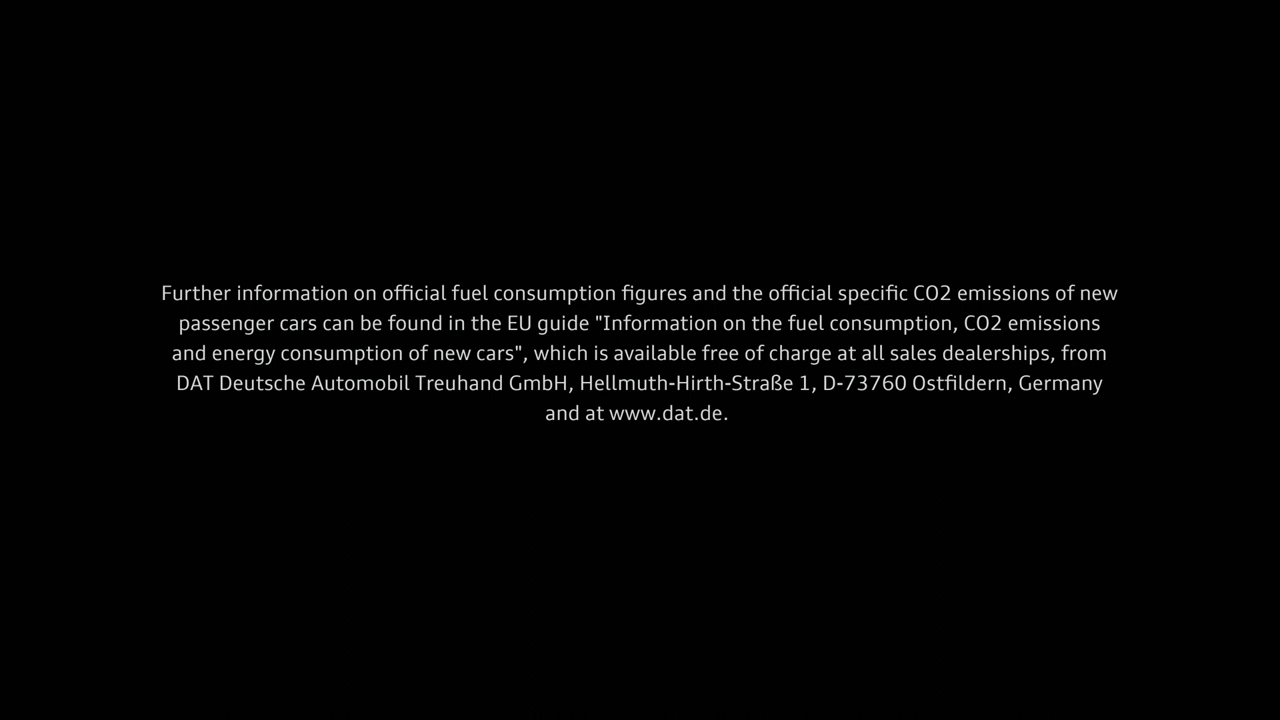 Further information on official fuel consumption figures and the official specific CO2 emissions of new
passenger cars can be found in the EU guide "Information on the fuel consumption, CO2 emissions
and energy consumption of new cars", which is available free of charge at all sales dealerships, from
DAT Deutsche Automobil Treuhand GmbH, Hellmuth-Hirth-Straße 1, D-73760 Ostfildern, Germany
and at www.dat.de.